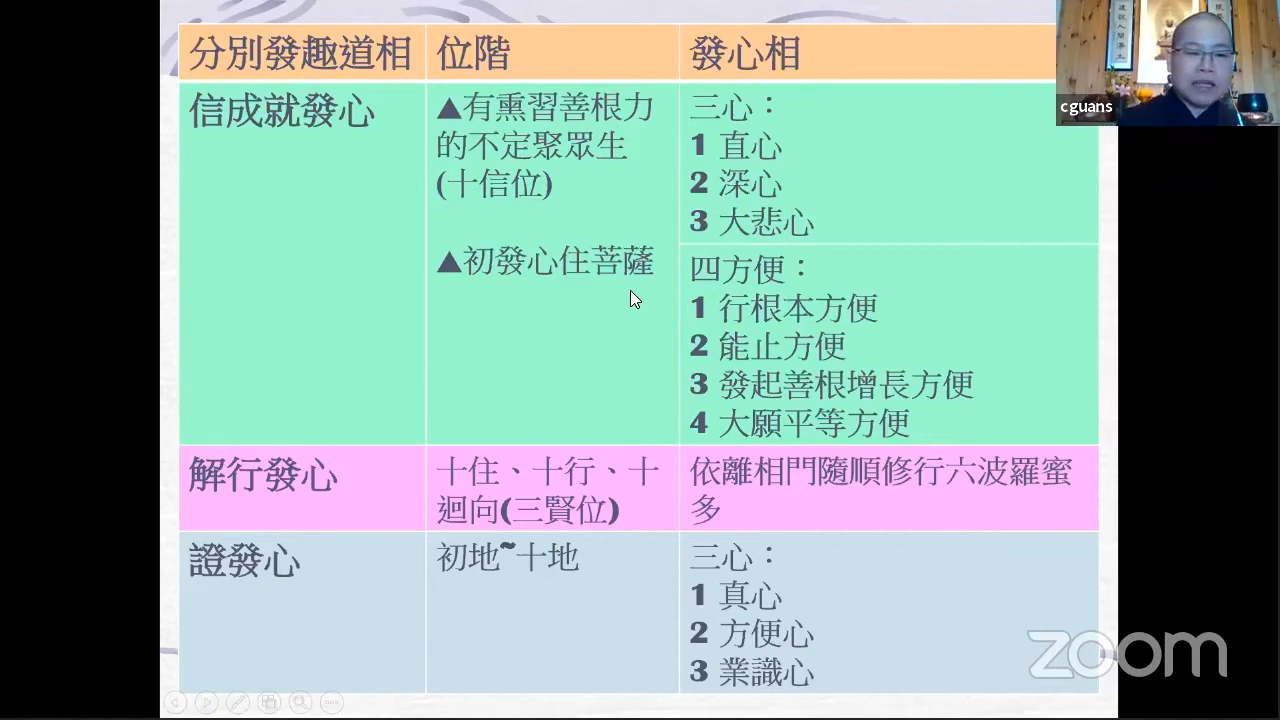 分別發趣道相
位階
發心相
信成就發心
▲有熏習善根力
的不定聚眾生
(十信位)
▲初發心住菩薩
三心：
1 直心
2 深心
3 大悲心
四方便：
1 行根本方便
2 能止方便
3 發起善根增長方便
4 大願平等方便
解行發心
十住、十行、十
迴向(三賢位)
依離相門隨順修行六波羅蜜
多
證發心
初地~十地
三心：
1 真心
2 方便心
3 業識心
cguans
zoom